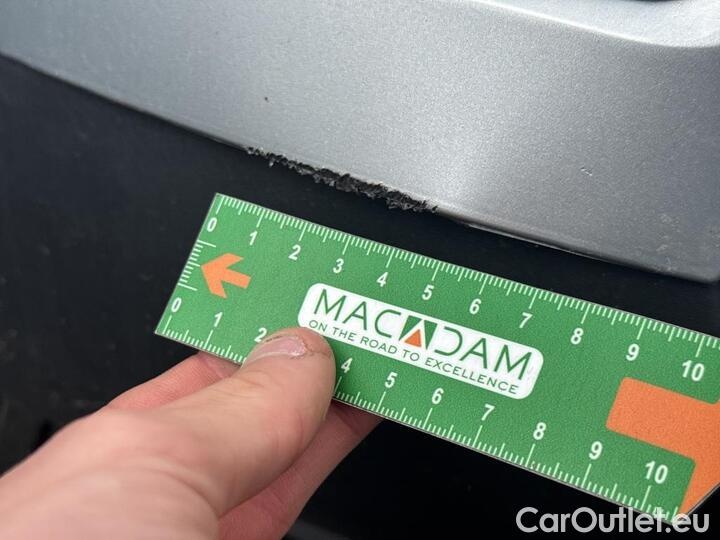 0 1 2 3 4 5 6 7 8 9 10
MACADAM
ON THE ROAD TO EXCELLENCE
0 1 2 4 5 6 7 8 9 10
CarOutlet.eu